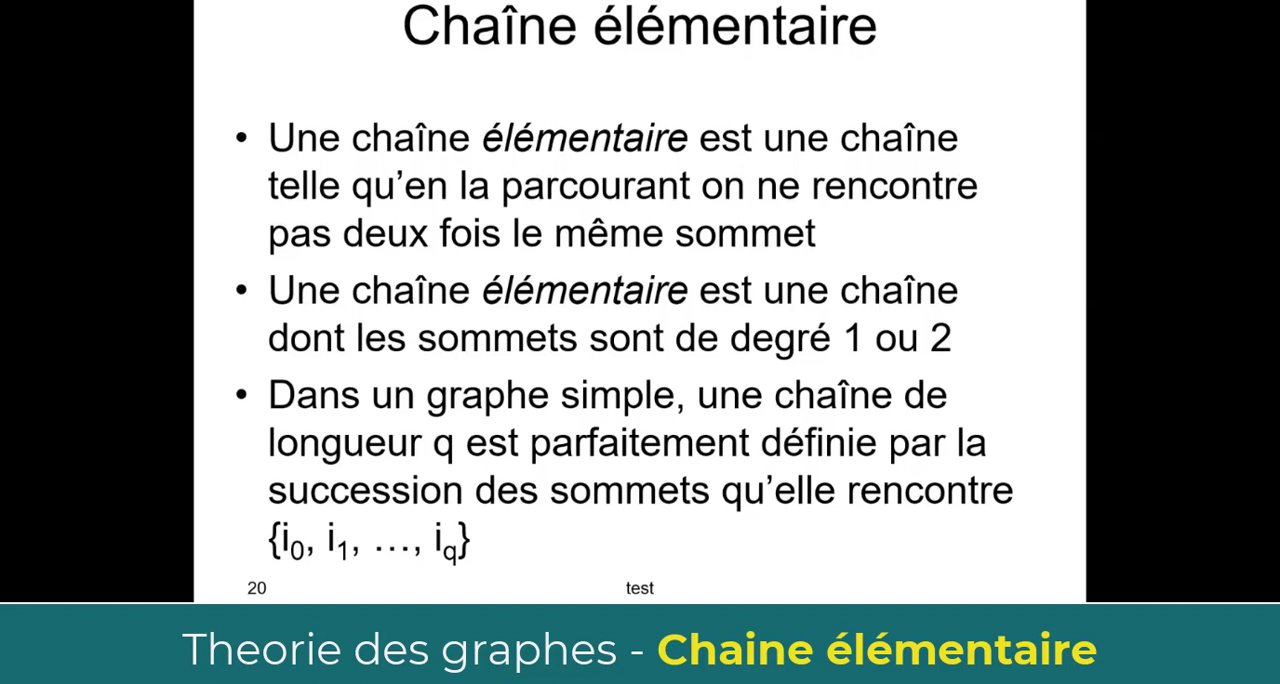 Chaîne élémentaire
• Une chaîne élémentaire est une chaîne
telle qu’en la parcourant on ne rencontre
pas deux fois le même sommet
• Une chaîne élémentaire est une chaîne
dont les sommets sont de degré 1 ou 2
• Dans un graphe simple, une chaîne de
longueur q est parfaitement définie par la
succession des sommets qu’elle rencontre
{i0, i1, …, iq}
20 test
Theorie des graphes - Chaine élémentaire